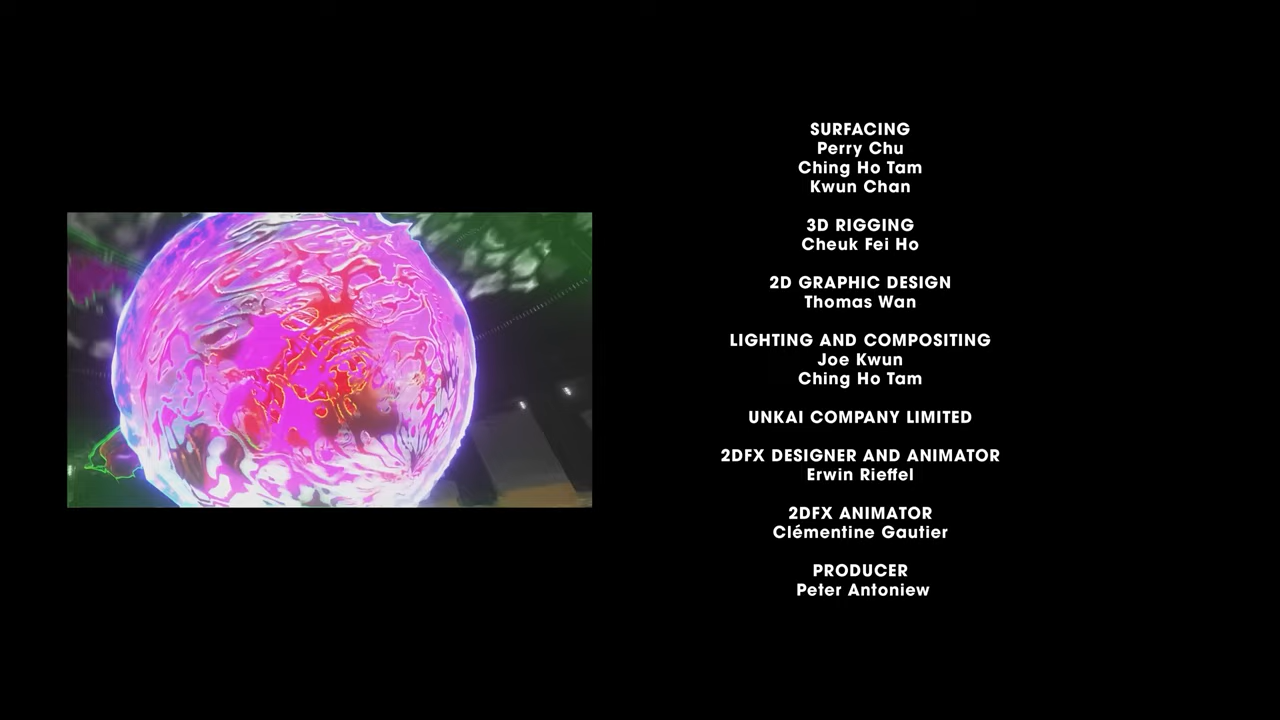 SURFACING
Perry Chu
Ching Ho Tam
Kwun Chan
3D RIGGING
Cheuk Fei Ho
2D GRAPHIC DESIGN
Thomas Wan
LIGHTING AND COMPOSITING
Joe Kwun
Ching Ho Tam
UNKAI COMPANY LIMITED
2DFX DESIGNER AND ANIMATOR
Erwin Rieffel
2DFX ANIMATOR
Clémentine Gautier
PRODUCER
Peter Antoniew